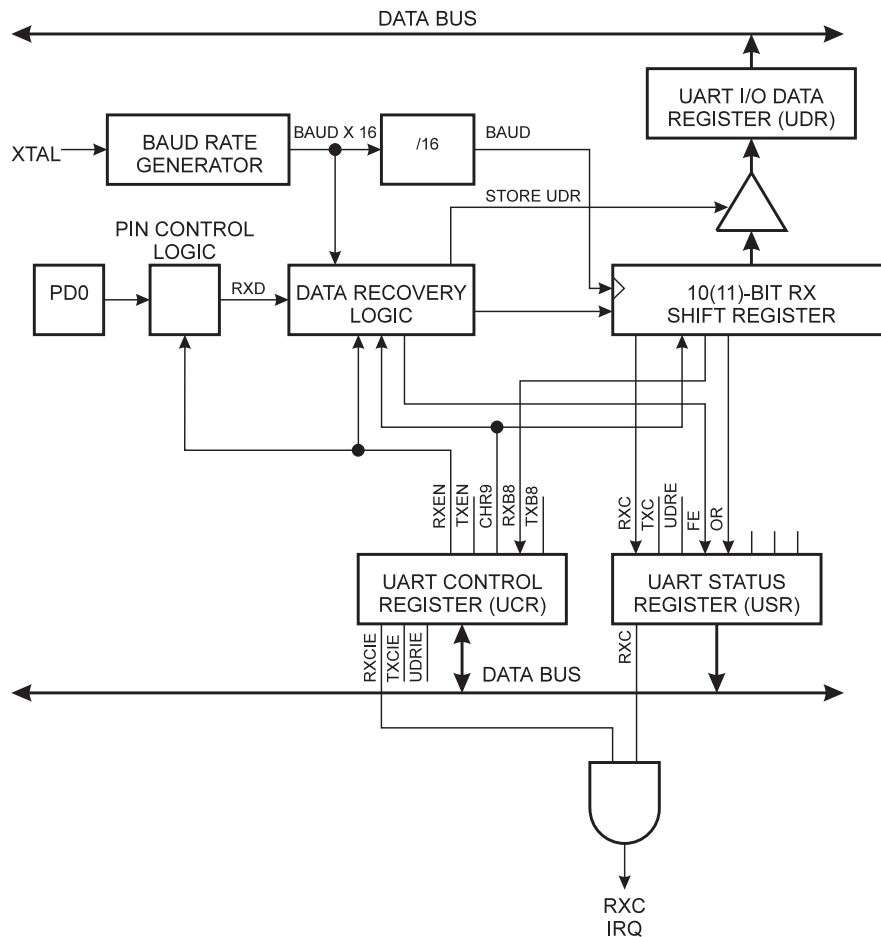 DATA BUS
UART I/O DATA
REGISTER (UDR)
XTAL
BAUD RATE
GENERATOR
BAUD X 16
/16
BAUD
STORE UDR
PIN CONTROL
LOGIC
PD0
RXD
DATA RECOVERY
LOGIC
10(11)-BIT RX
SHIFT REGISTER
RXEN
TXEN
CHR9
RXB8
TXB8
RXC
TXC
UDRE
FE
OR
UART CONTROL
REGISTER (UCR)
UART STATUS
REGISTER (USR)
RXCIE
TXCIE
UDRIE
RXC
DATA BUS
RXC
IRQ